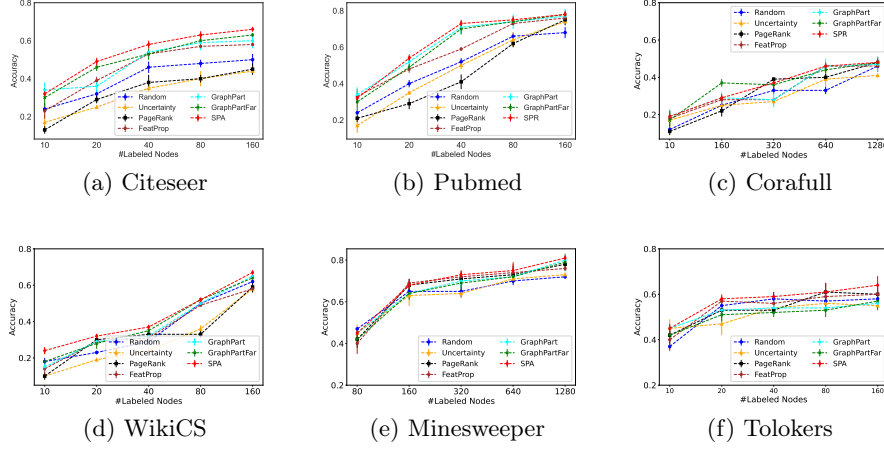 0.8
0.6
0.4
0.2
Accuracy
Random
Uncertainty
PageRank
FeatProp
GraphPart
GraphPartFar
SPA
10 20 40 80 160
#Labeled Nodes
(a) Citeseer
0.8
0.6
0.4
0.2
Accuracy
Random
Uncertainty
PageRank
FeatProp
GraphPart
GraphPartFar
SPR
10 20 40 80 160
#Labeled Nodes
(b) Pubmed
0.8
0.6
0.4
0.2
Accuracy
Random
Uncertainty
PageRank
FeatProp
GraphPart
GraphPartFar
SPR
10 160 320 640 1280
#Labeled Nodes
(c) Corafull
0.8
0.6
0.4
0.2
Accuracy
Random
Uncertainty
PageRank
FeatProp
GraphPart
GraphPartFar
SPA
10 20 40 80 160
#Labeled Nodes
(d) WikiCS
0.8
0.6
0.4
0.2
Accuracy
Random
Uncertainty
PageRank
FeatProp
GraphPart
GraphPartFar
SPA
80 160 320 640 1280
#Labeled Nodes
(e) Minesweeper
0.8
0.6
0.4
0.2
Accuracy
Random
Uncertainty
PageRank
FeatProp
GraphPart
GraphPartFar
SPA
10 20 40 80 160
#Labeled Nodes
(f) Tolokers